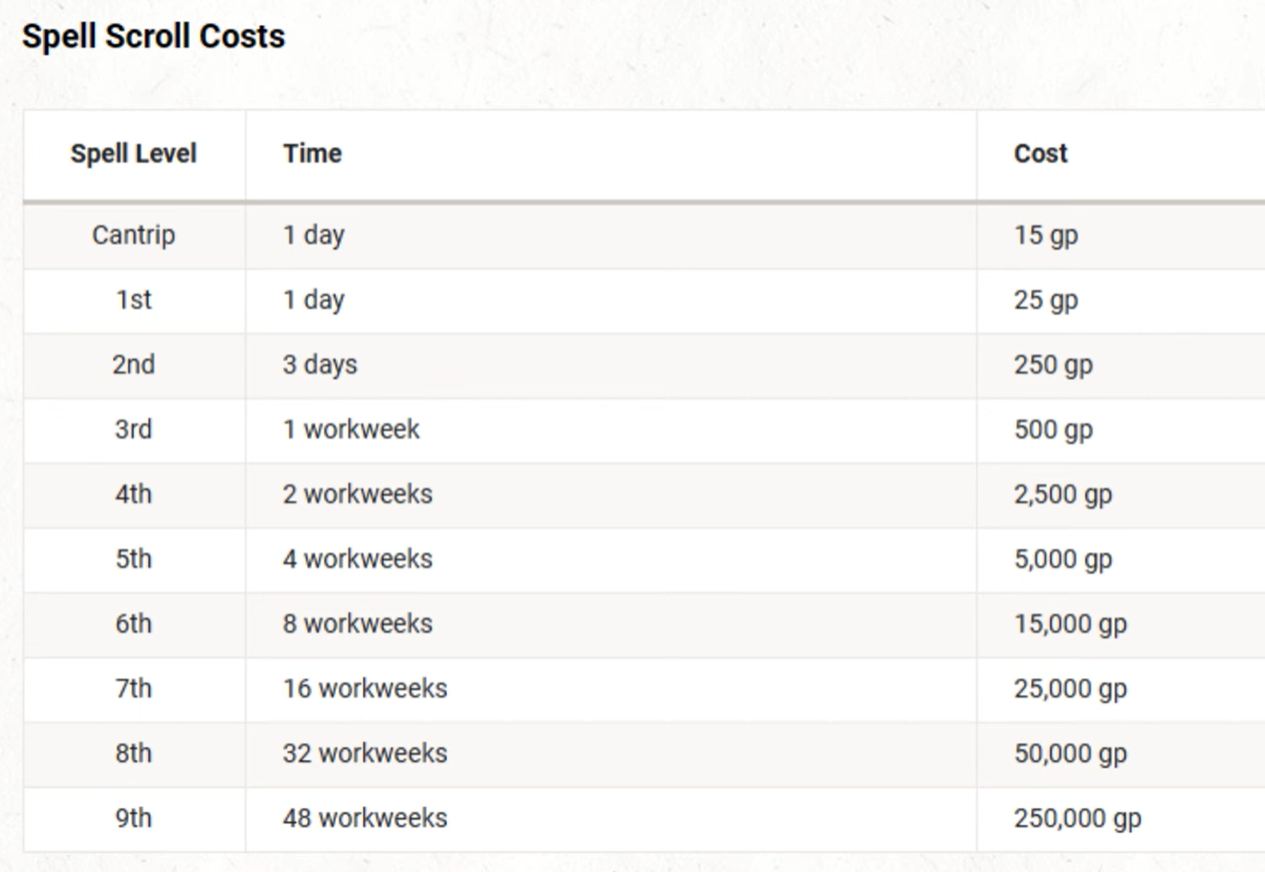 Spell Scroll Costs
Spell Level Time Cost
Cantrip 1 day 15 gp
1st 1 day 25 gp
2nd 3 days 250 gp
3rd 1 workweek 500 gp
4th 2 workweeks 2,500 gp
5th 4 workweeks 5,000 gp
6th 8 workweeks 15,000 gp
7th 16 workweeks 25,000 gp
8th 32 workweeks 50,000 gp
9th 48 workweeks 250,000 gp